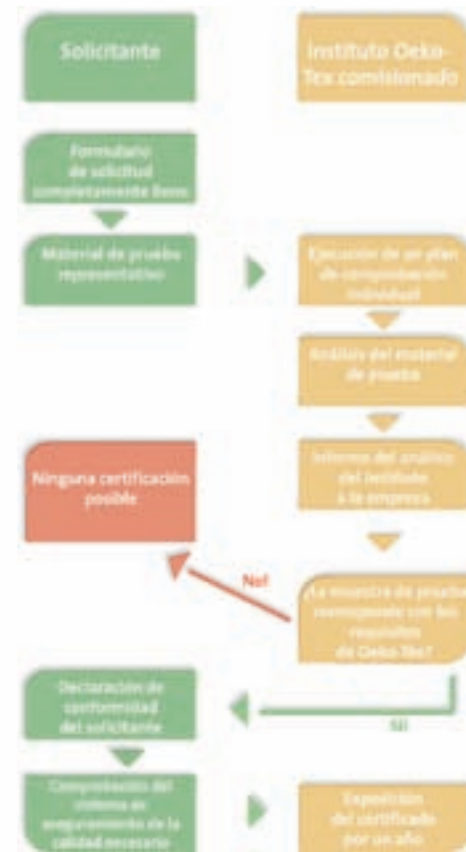 Solicitante
Instituto Oeko-
Tex comisionado
Formulario
de solicitud
completamente lleno
Material de prueba
representativo
Ejecución de un plan
de comprobación
individual
Análisis del material
de prueba
Informe del análisis
del instituto
a la empresa
Ninguna certificación
posible
No!
¿La muestra de prueba
corresponde con los
requisitos
de Oeko-Tex?
Declaración de
conformidad
del solicitante
Comprobación del
sistema de
aseguramiento de la
calidad necesario
Exposición
del certificado
por un año